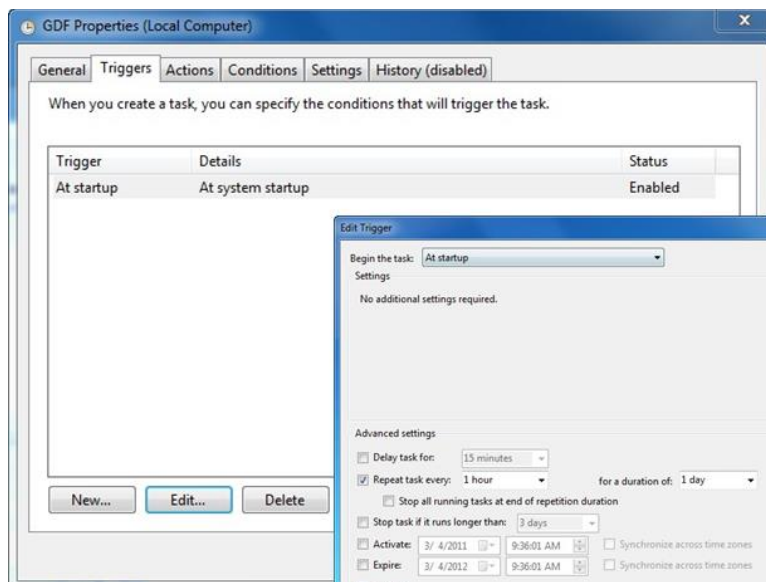 GDF Properties (Local Computer)
General Triggers Actions Conditions Settings History (disabled)
When you create a task, you can specify the conditions that will trigger the task.
Trigger Details Status
At startup At system startup Enabled
New... Edit... Delete
Edit Trigger
Begin the task: At startup
Settings
No additional settings required.
Advanced settings
Delay task for: 15 minutes
Repeat task every: 1 hour for a duration of: 1 day
Stop all running tasks at end of repetition duration
Stop task if it runs longer than: 3 days
Activate: 3/ 4/2011 9:36:01 AM Synchronize across time zones
Expire: 3/ 4/2012 9:36:01 AM Synchronize across time zones